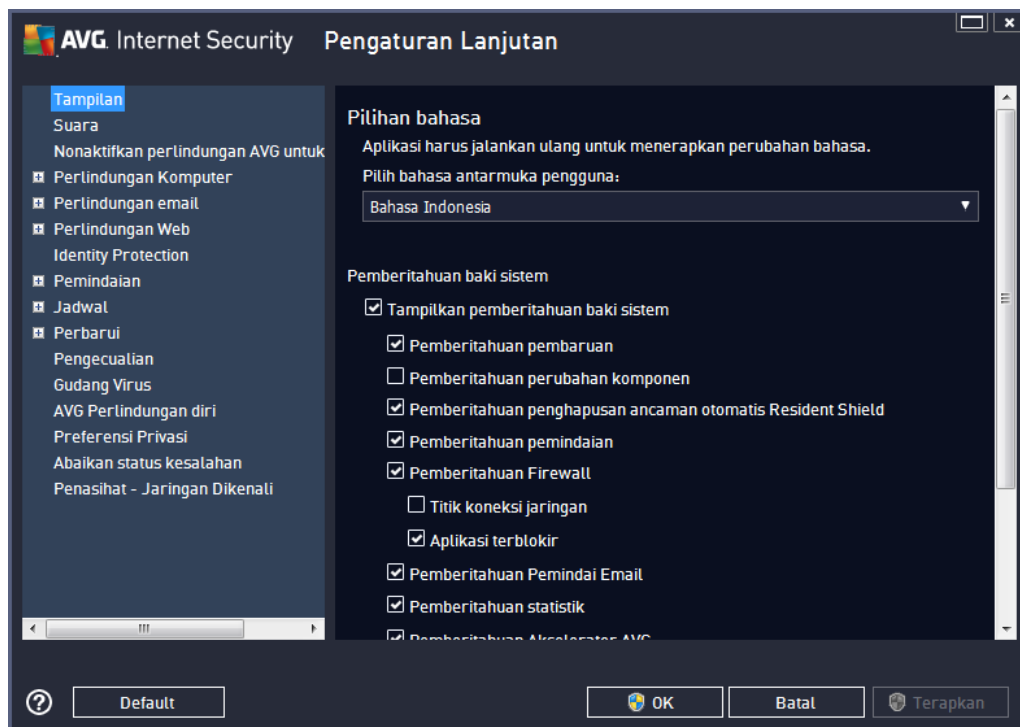 AVG. Internet Security Pengaturan Lanjutan
Tampilan
Suara
Nonaktifkan perlindungan AVG untuk
Perlindungan Komputer
Perlindungan email
Perlindungan Web
Identity Protection
Pemindaian
Jadwal
Perbarui
Pengecualian
Gudang Virus
AVG Perlindungan diri
Preferensi Privasi
Abaikan status kesalahan
Penasihat - Jaringan Dikenali
Pilihan bahasa
Aplikasi harus jalankan ulang untuk menerapkan perubahan bahasa.
Pilih bahasa antarmuka pengguna:
Bahasa Indonesia
Pemberitahuan baki sistem
Tampilkan pemberitahuan baki sistem
Pemberitahuan pembaruan
Pemberitahuan perubahan komponen
Pemberitahuan penghapusan ancaman otomatis Resident Shield
Pemberitahuan pemindaian
Pemberitahuan Firewall
Titik koneksi jaringan
Aplikasi terblokir
Pemberitahuan Pemindai Email
Pemberitahuan statistik
Pemberitahuan Akselerator AVG
Default
OK
Batal
Terapkan